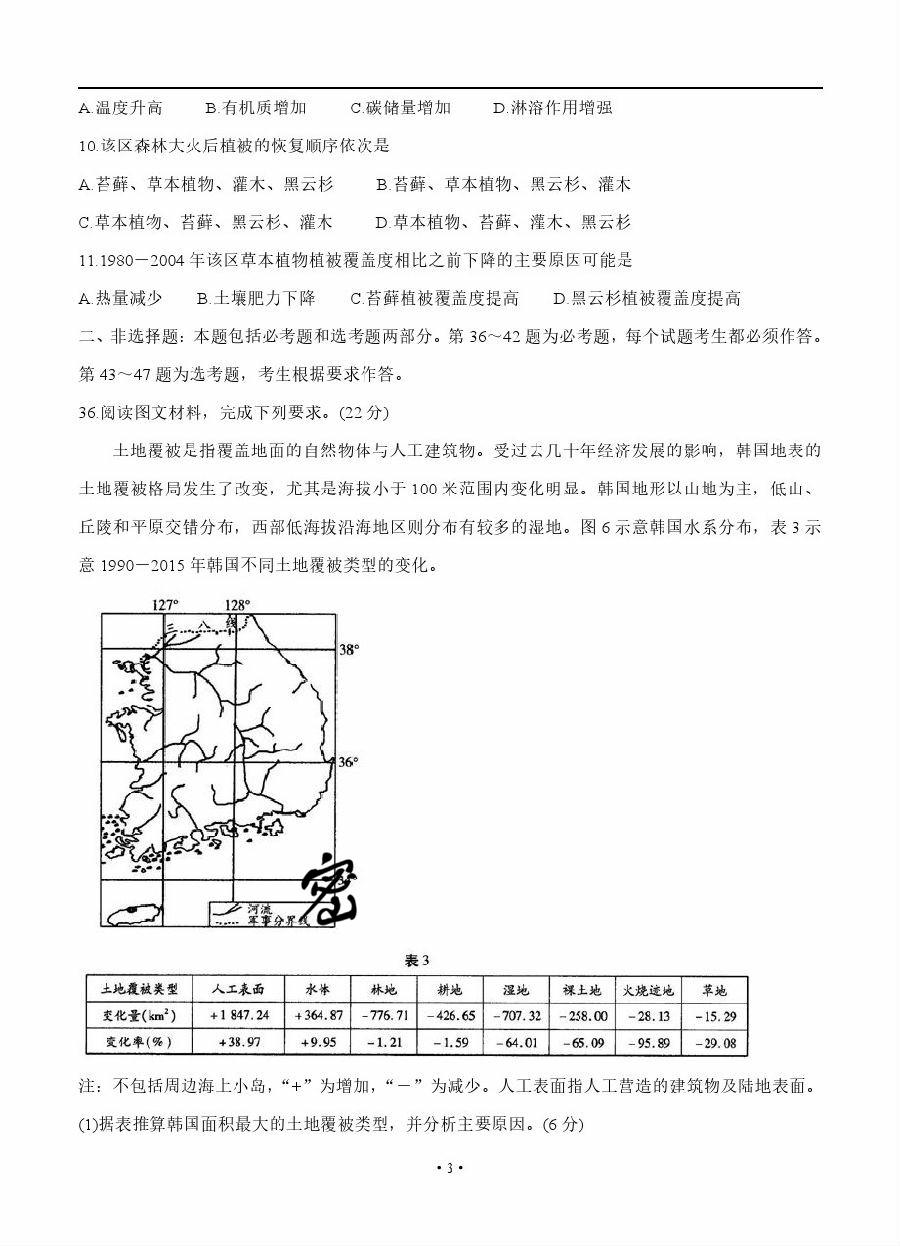 A.温度升高 B.有机质增加 C.碳储量增加 D.淋溶作用增强
10.该区森林大火后植被的恢复顺序依次是
A.苔藓、草本植物、灌木、黑云杉 B.苔藓、草本植物、黑云杉、灌木
C.草本植物、苔藓、黑云杉、灌木 D.草本植物、苔藓、灌木、黑云杉
11.1980－2004年该区草本植物植被覆盖度相比之前下降的主要原因可能是
A.热量减少 B.土壤肥力下降 C.苔藓植被覆盖度提高 D.黑云杉植被覆盖度提高
二、非选择题：本题包括必考题和选考题两部分。第36～42题为必考题，每个试题考生都必须作答。
第43～47题为选考题，考生根据要求作答。
36.阅读图文材料，完成下列要求。(22分)
土地覆被是指覆盖地面的自然物体与人工建筑物。受过去几十年经济发展的影响，韩国地表的
土地覆被格局发生了改变，尤其是海拔小于100米范围内变化明显。韩国地形以山地为主，低山、
丘陵和平原交错分布，西部低海拔沿海地区则分布有较多的湿地。图6示意韩国水系分布，表3示
意1990－2015年韩国不同土地覆被类型的变化。
127° 128°
三八线
38°
36°
密
河流
军事分界线
表3
土地覆被类型 人工表面 水体 林地 耕地 湿地 裸土地 火烧迹地 草地
变化量(km²) +1 847.24 +364.87 -776.71 -426.65 -707.32 -258.00 -28.13 -15.29
变化率(%) +38.97 +9.95 -1.21 -1.59 -64.01 -65.09 -95.89 -29.08
注：不包括周边海上小岛，“+”为增加，“－”为减少。人工表面指人工营造的建筑物及陆地表面。
(1)据表推算韩国面积最大的土地覆被类型，并分析主要原因。(6分)
·3·